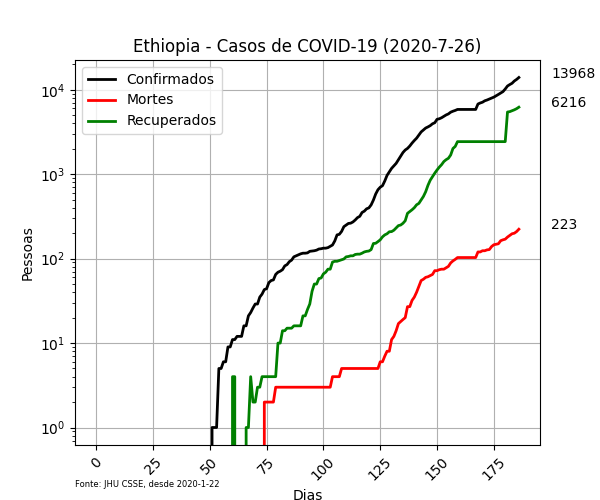 Ethiopia - Casos de COVID-19 (2020-7-26)
Confirmados
Mortes
Recuperados
13968
6216
223
Pessoas
10⁴
10³
10²
10¹
10⁰
0 25 50 75 100 125 150 175
Fonte: JHU CSSE, desde 2020-1-22
Dias